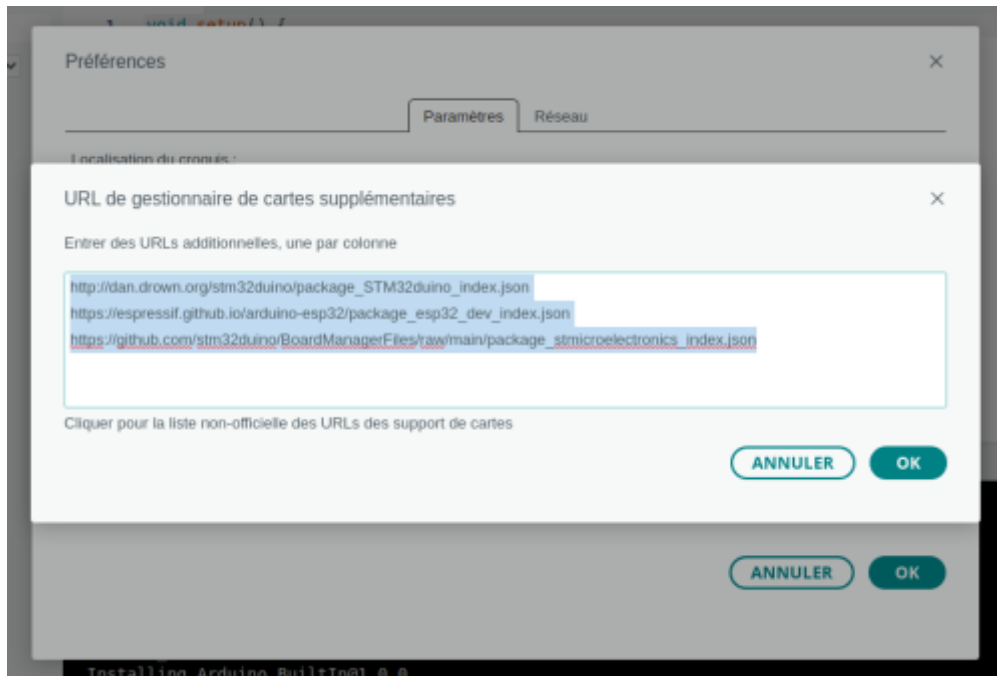 1 void setup() {
Préférences
Paramètres Réseau
Localisation du croquis :
URL de gestionnaire de cartes supplémentaires
Entrer des URLs additionnelles, une par colonne
http://dan.drown.org/stm32duino/package_STM32duino_index.json
https://espressif.github.io/arduino-esp32/package_esp32_dev_index.json
https://github.com/stm32duino/BoardManagerFiles/raw/main/package_stmicroelectronics_index.json
Cliquer pour la liste non-officielle des URLs des support de cartes
ANNULER OK
ANNULER OK
Installing Arduino_BuiltIn@1.0.0